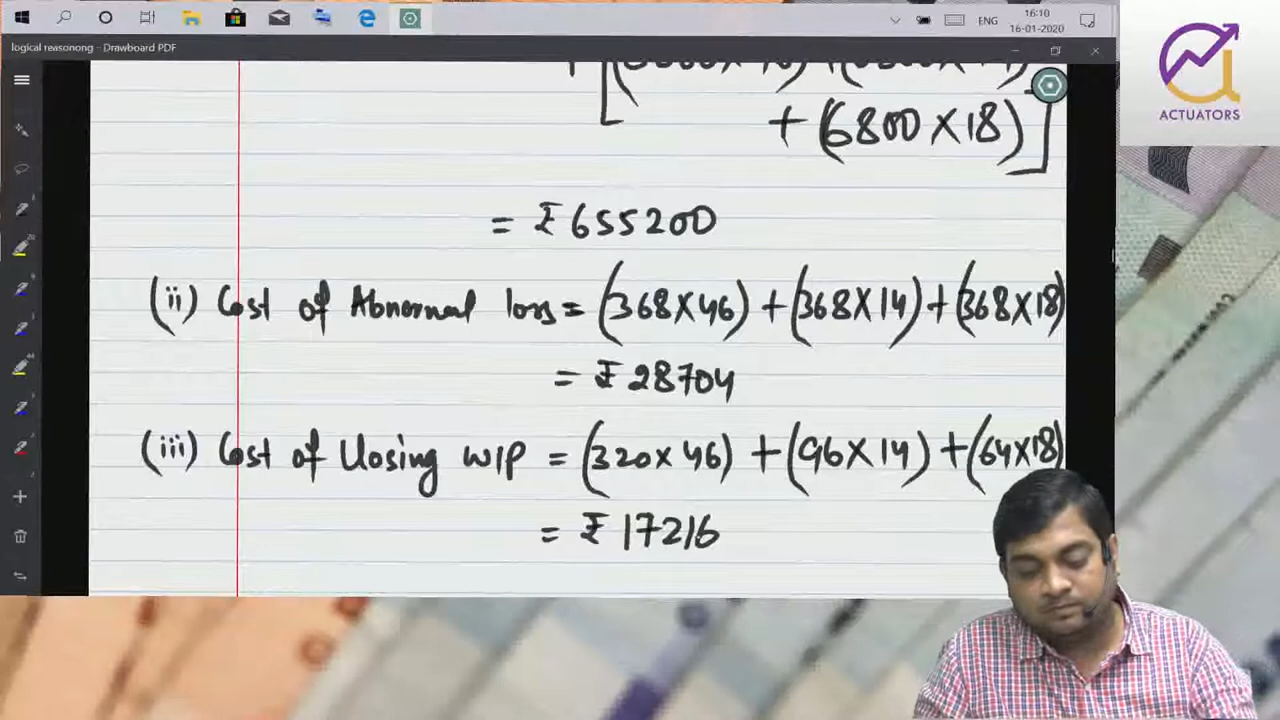 16:10
ENG
16-01-2020
logical reasonong - Drawboard PDF
ACTUATORS
+ (6800 X 18)]
= ₹ 655200
(ii) Cost of Abnormal loss = (368 X 46) + (368 X 14) + (368 X 18)
= ₹ 28704
(iii) Cost of Closing WIP = (320 X 46) + (96 X 14) + (64 X 18)
= ₹ 17216